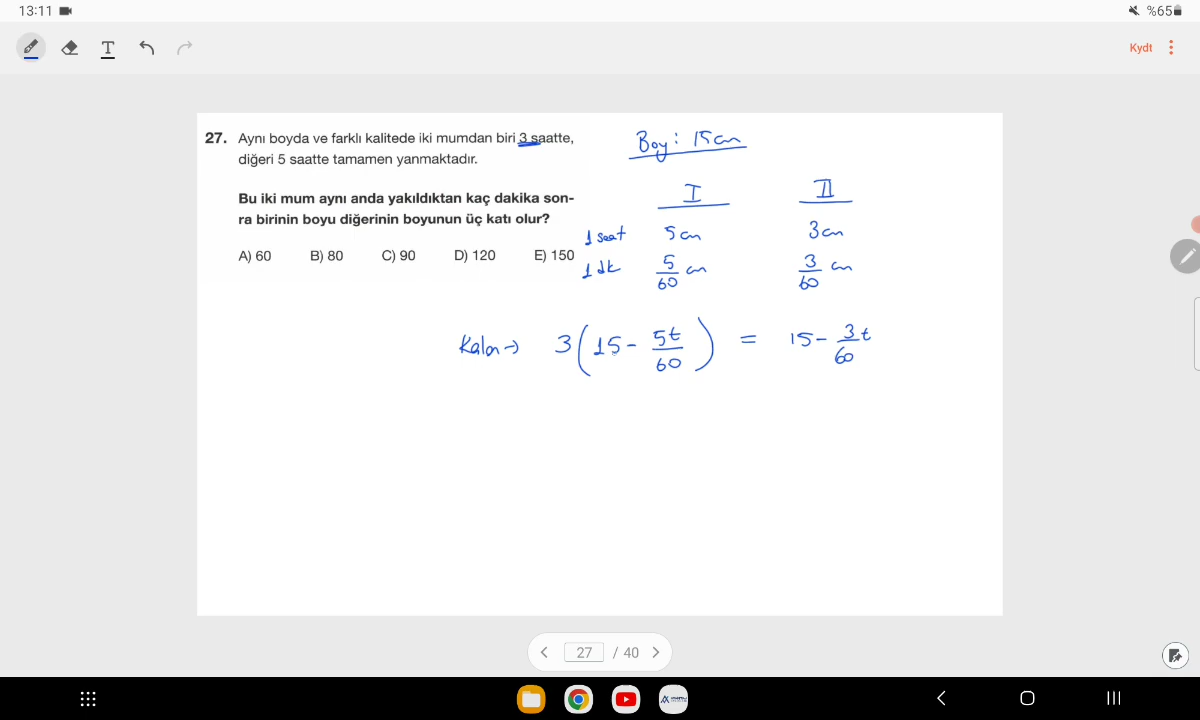 13:11
%65
T
Kydt
27. Aynı boyda ve farklı kalitede iki mumdan biri 3 saatte,
diğeri 5 saatte tamamen yanmaktadır.
Bu iki mum aynı anda yakıldıktan kaç dakika son-
ra birinin boyu diğerinin boyunun üç katı olur?
A) 60 B) 80 C) 90 D) 120 E) 150
Boy: 15cm
I II
1 saat 5cm 3cm
1 dk 5/60 cm 3/60 cm
Kalan → 3(15 - 5t/60) = 15 - 3/60 t
27 / 40